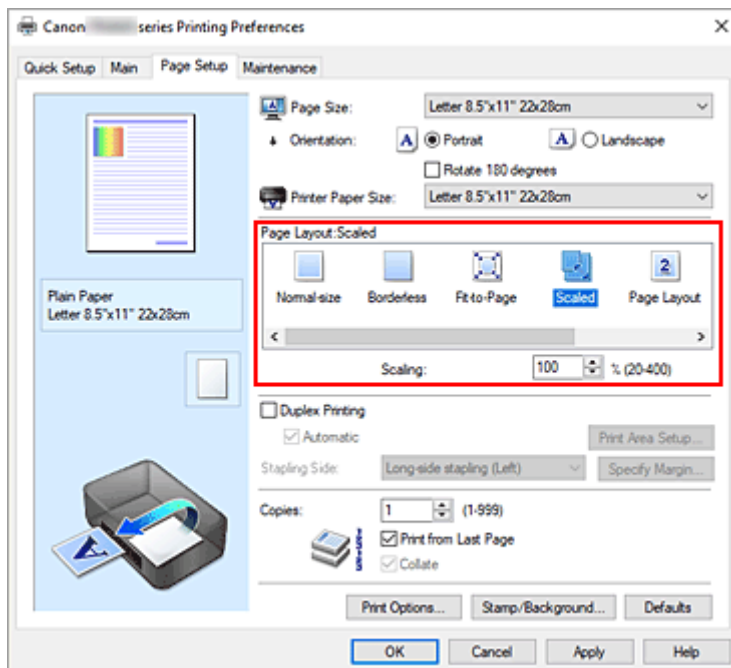 Canon series Printing Preferences
Quick Setup Main Page Setup Maintenance
Page Size: Letter 8.5"x11" 22x28cm
Orientation: A Portrait A Landscape
Rotate 180 degrees
Printer Paper Size: Letter 8.5"x11" 22x28cm
Page Layout:Scaled
Normal-size Borderless Fit-to-Page Scaled Page Layout
Scaling: 100 % (20-400)
Plain Paper
Letter 8.5"x11" 22x28cm
Duplex Printing
Automatic Print Area Setup...
Stapling Side: Long-side stapling (Left) Specify Margin...
Copies: 1 (1-999)
Print from Last Page
Collate
Print Options... Stamp/Background... Defaults
OK Cancel Apply Help